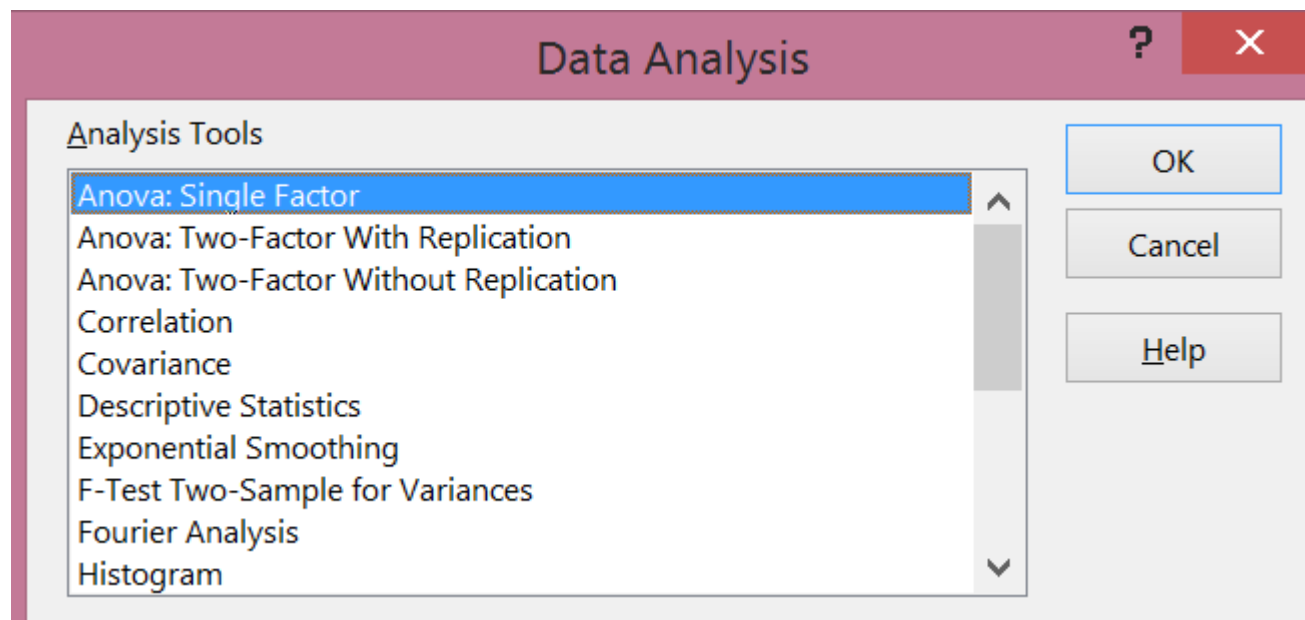 Data Analysis
?
Analysis Tools
Anova: Single Factor
Anova: Two-Factor With Replication
Anova: Two-Factor Without Replication
Correlation
Covariance
Descriptive Statistics
Exponential Smoothing
F-Test Two-Sample for Variances
Fourier Analysis
Histogram
OK
Cancel
Help